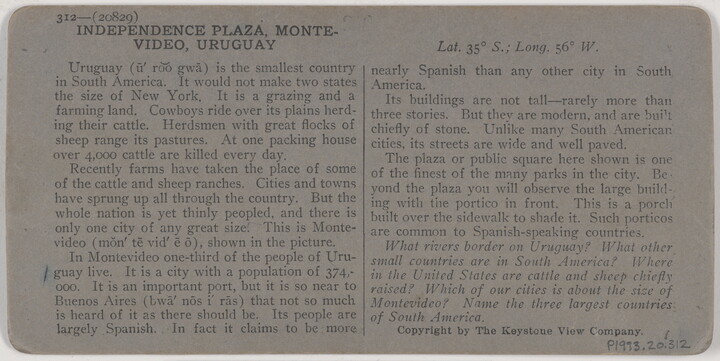 312—(20829)
INDEPENDENCE PLAZA, MONTE-
VIDEO, URUGUAY
Uruguay (ū′ rōō gwā) is the smallest country
in South America. It would not make two states
the size of New York. It is a grazing and a
farming land. Cowboys ride over its plains herd-
ing their cattle. Herdsmen with great flocks of
sheep range its pastures. At one packing house
over 4,000 cattle are killed every day.
Recently farms have taken the place of some
of the cattle and sheep ranches. Cities and towns
have sprung up all through the country. But the
whole nation is yet thinly peopled, and there is
only one city of any great size. This is Monte-
video (mŏn′ tē vid′ ē ō), shown in the picture.
In Montevideo one-third of the people of Uru-
guay live. It is a city with a population of 374,-
000. It is an important port, but it is so near to
Buenos Aires (bwā′ nōs ī′ rās) that not so much
is heard of it as there should be. Its people are
largely Spanish. In fact it claims to be more
Lat. 35° S.; Long. 56° W.
nearly Spanish than any other city in South
America.
Its buildings are not tall—rarely more than
three stories. But they are modern, and are built
chiefly of stone. Unlike many South American
cities, its streets are wide and well paved.
The plaza or public square here shown is one
of the finest of the many parks in the city. Be-
yond the plaza you will observe the large build-
ing with the portico in front. This is a porch
built over the sidewalk to shade it. Such porticos
are common to Spanish-speaking countries.
What rivers border on Uruguay? What other
small countries are in South America? Where
in the United States are cattle and sheep chiefly
raised? Which of our cities is about the size of
Montevideo? Name the three largest countries
of South America.
Copyright by The Keystone View Company.
P1993.20.312